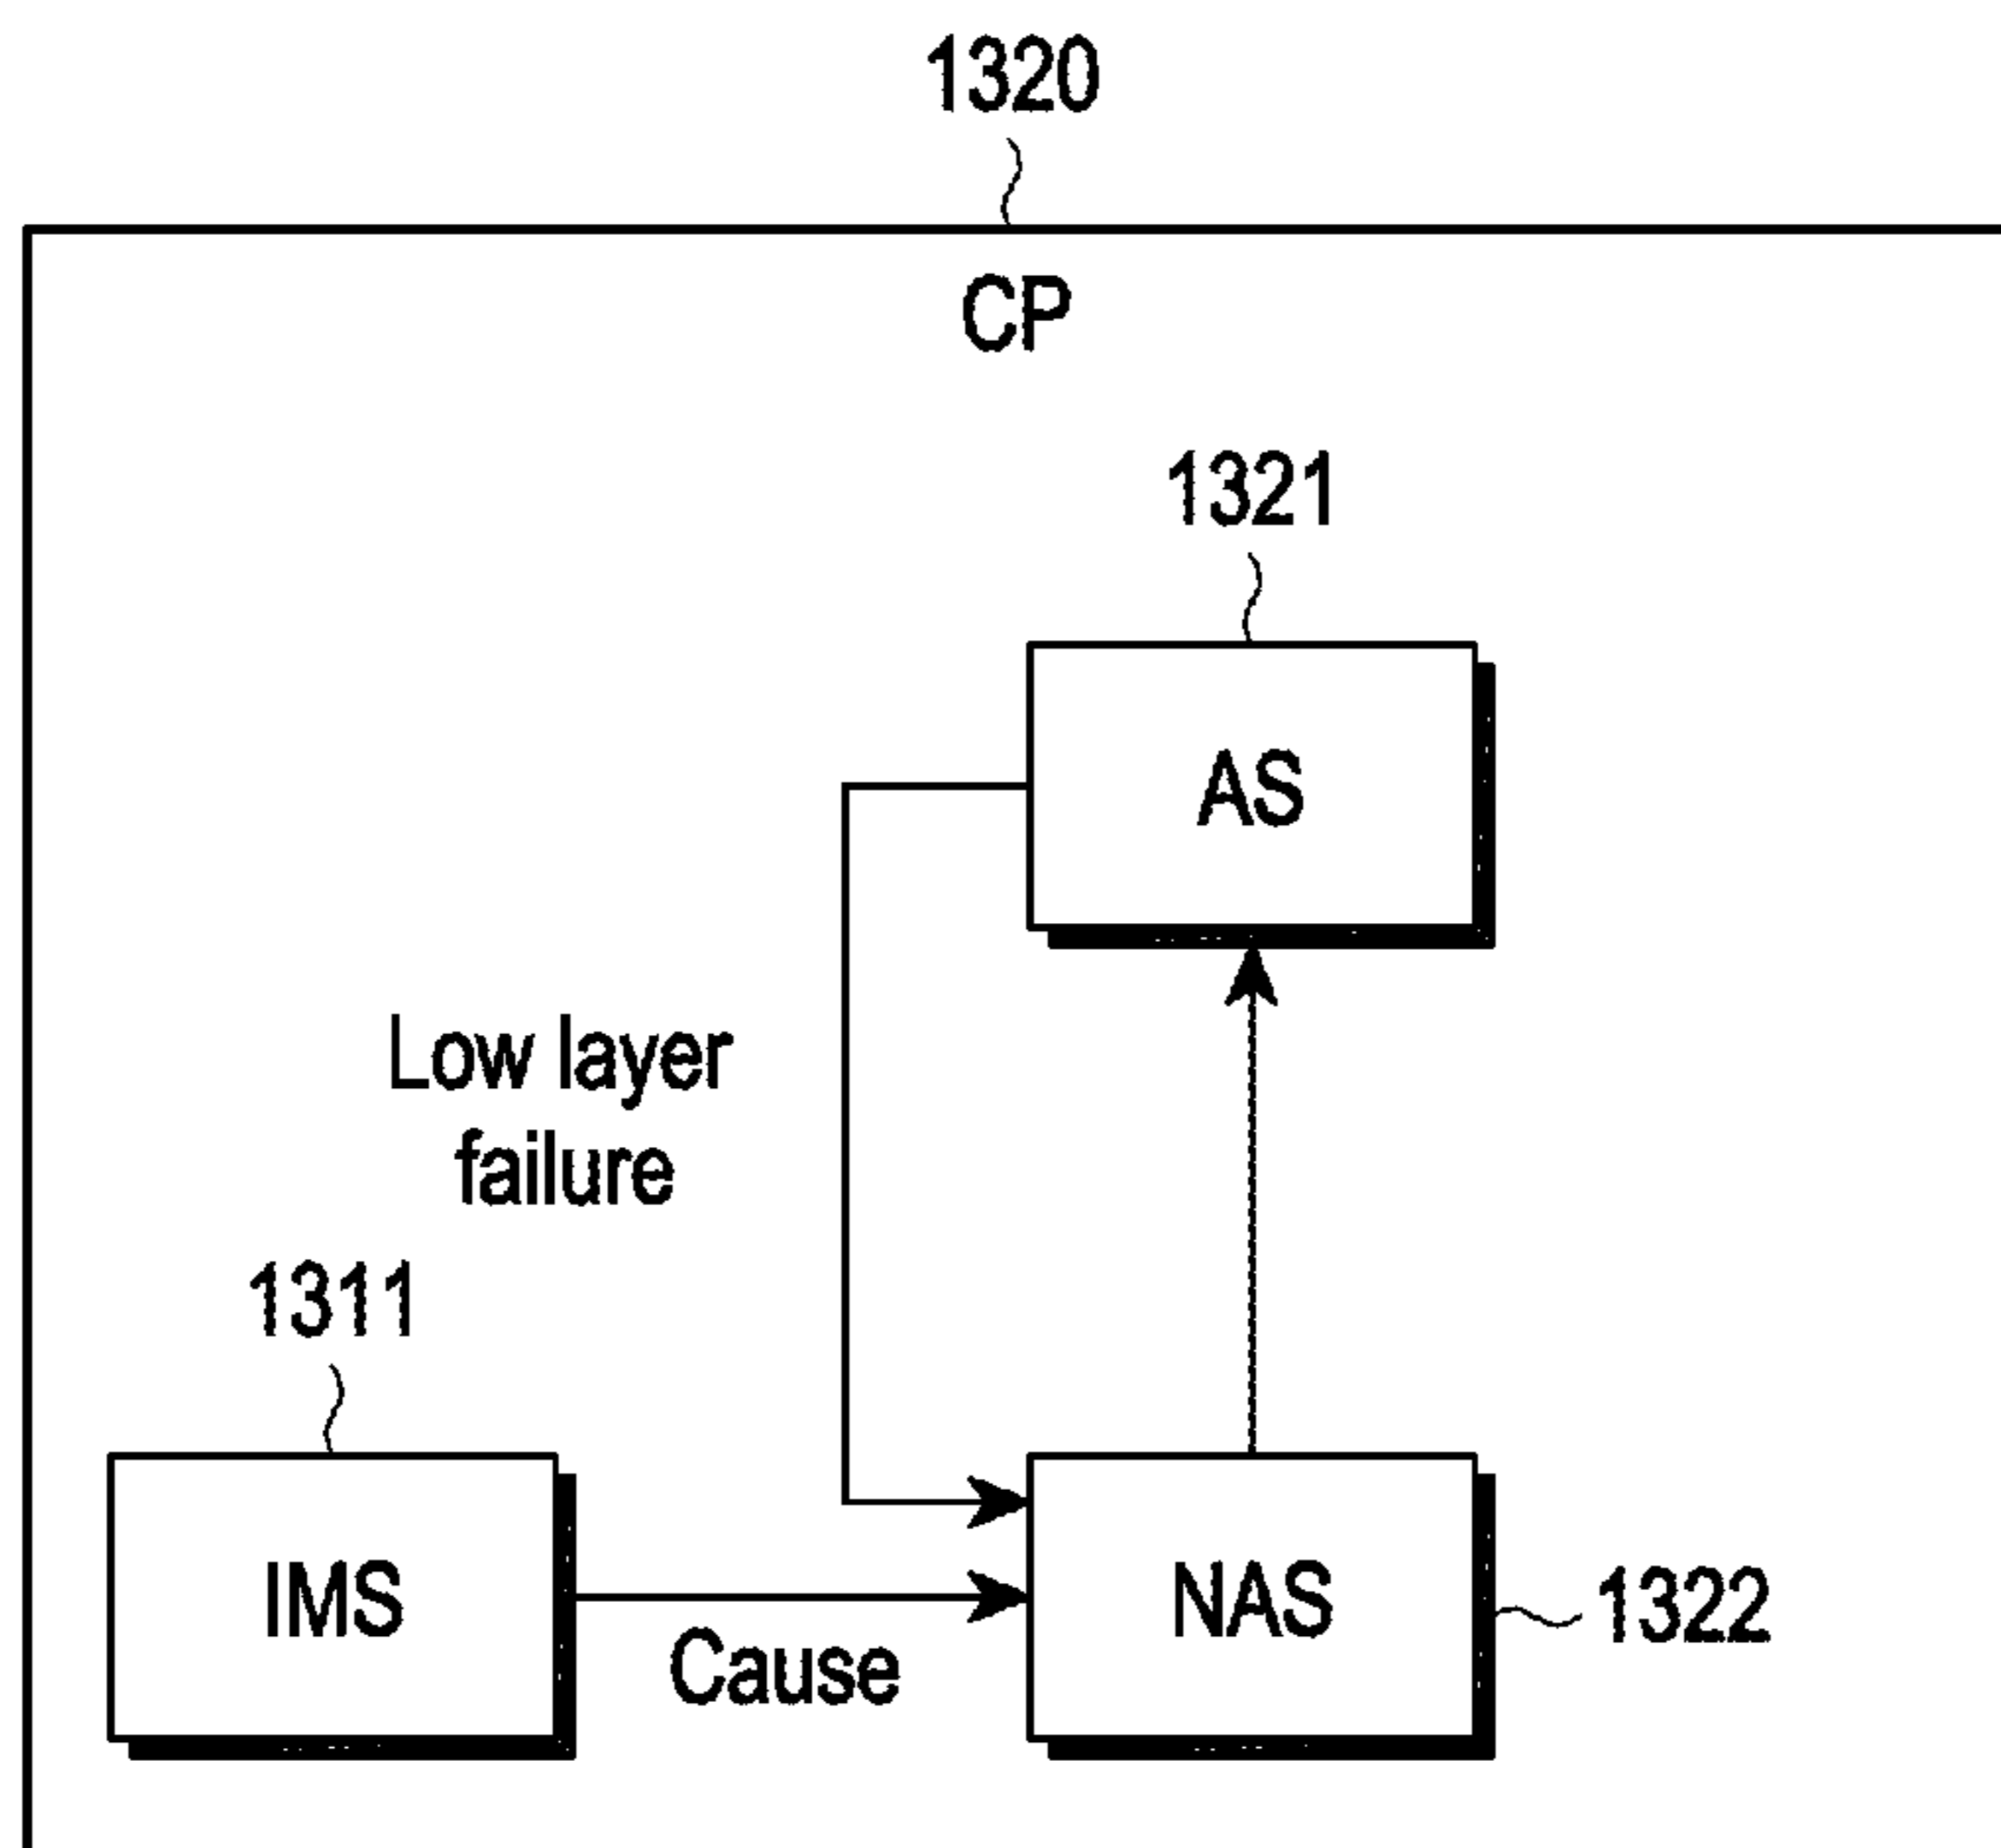 1320
CP
1321
AS
Low layer
failure
1311
IMS
Cause
NAS
1322